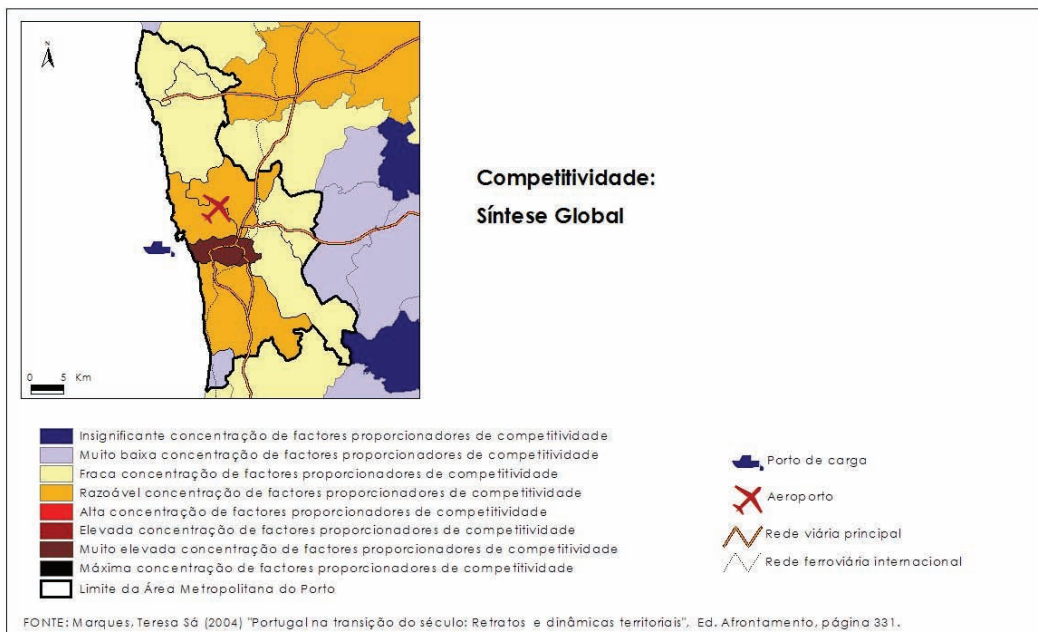 N
Competitividade:
Síntese Global
0 5 Km
Insignificante concentração de factores proporcionadores de competitividade
Muito baixa concentração de factores proporcionadores de competitividade
Fraca concentração de factores proporcionadores de competitividade
Razoável concentração de factores proporcionadores de competitividade
Alta concentração de factores proporcionadores de competitividade
Elevada concentração de factores proporcionadores de competitividade
Muito elevada concentração de factores proporcionadores de competitividade
Máxima concentração de factores proporcionadores de competitividade
Limite da Área Metropolitana do Porto
Porto de carga
Aeroporto
Rede viária principal
Rede ferroviária internacional
FONTE: Marques, Teresa Sá (2004) "Portugal na transição do século: Retratos e dinâmicas territoriais", Ed. Afrontamento, página 331.